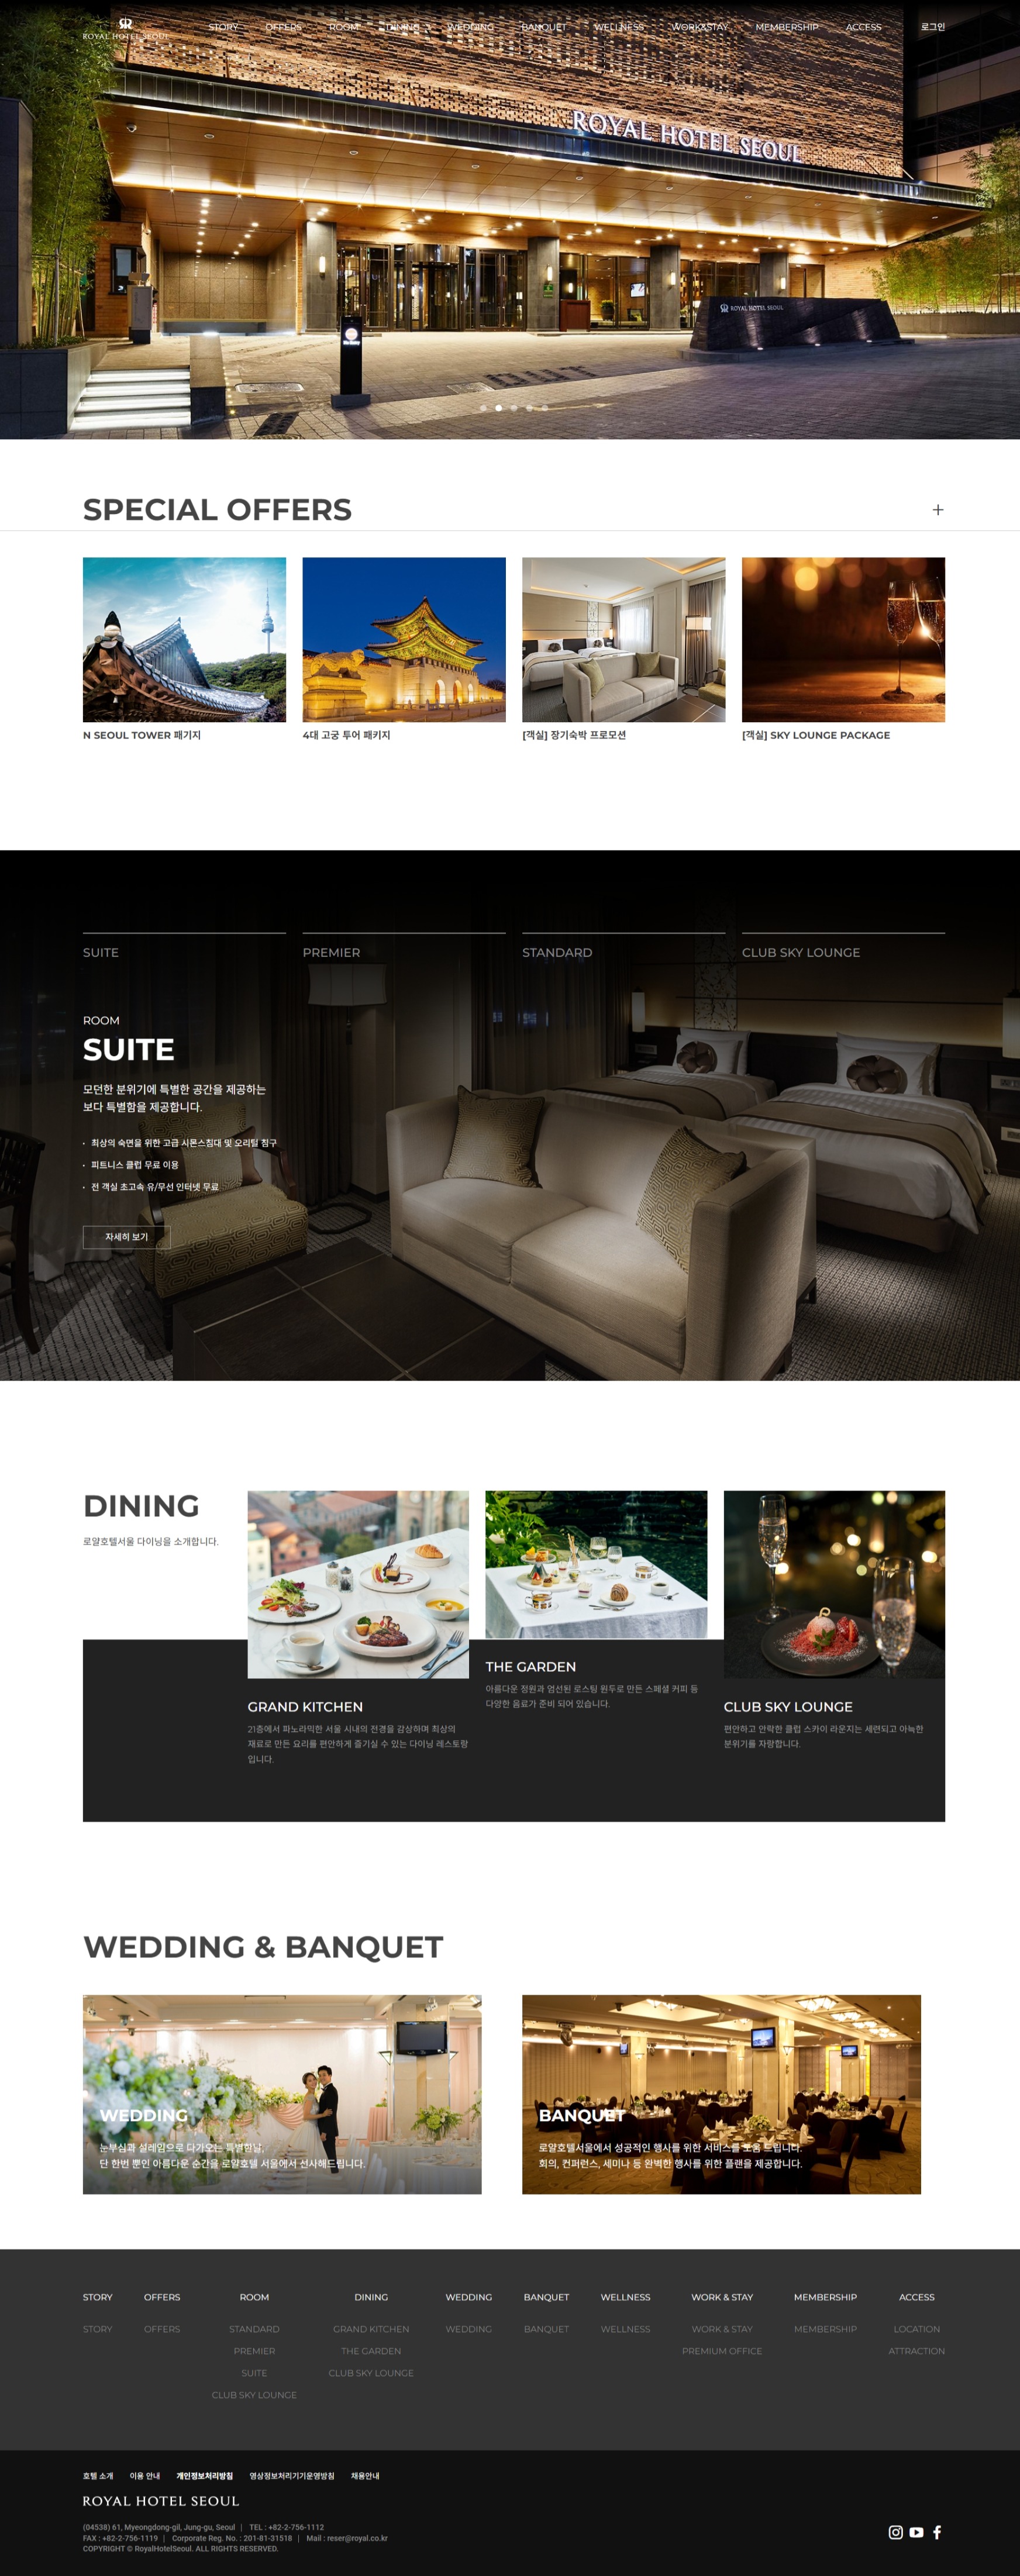 ROYAL HOTEL SEOUL
STORY OFFERS ROOM DINING WEDDING BANQUET WELLNESS WORK&STAY MEMBERSHIP ACCESS 로그인
ROYAL HOTEL SEOUL
ROYAL HOTEL SEOUL
SPECIAL OFFERS
+
N SEOUL TOWER 패기지
4대 고궁 투어 패키지
[객실] 장기숙박 프로모션
[객실] SKY LOUNGE PACKAGE
SUITE PREMIER STANDARD CLUB SKY LOUNGE
ROOM
SUITE
모던한 분위기에 특별한 공간을 제공하는
보다 특별함을 제공합니다.
· 최상의 숙면을 위한 고급 시몬스침대 및 오리털 침구
· 피트니스 클럽 무료 이용
· 전 객실 초고속 유/무선 인터넷 무료
자세히 보기
DINING
로얄호텔서울 다이닝을 소개합니다.
GRAND KITCHEN
21층에서 파노라믹한 서울 시내의 전경을 감상하며 최상의
재료로 만든 요리를 편안하게 즐기실 수 있는 다이닝 레스토랑
입니다.
THE GARDEN
아름다운 정원과 엄선된 로스팅 원두로 만든 스페셜 커피 등
다양한 음료가 준비 되어 있습니다.
CLUB SKY LOUNGE
편안하고 안락한 클럽 스카이 라운지는 세련되고 아늑한
분위기를 자랑합니다.
WEDDING & BANQUET
WEDDING
눈부심과 설레임으로 다가오는 특별한날,
단 한번 뿐인 아름다운 순간을 로얄호텔 서울에서 선사해드립니다.
BANQUET
로얄호텔서울에서 성공적인 행사를 위한 서비스를 도움 드립니다.
회의, 컨퍼런스, 세미나 등 완벽한 행사를 위한 플랜을 제공합니다.
STORY OFFERS ROOM DINING WEDDING BANQUET WELLNESS WORK & STAY MEMBERSHIP ACCESS
STORY OFFERS STANDARD GRAND KITCHEN WEDDING BANQUET WELLNESS WORK & STAY MEMBERSHIP LOCATION
PREMIER THE GARDEN PREMIUM OFFICE ATTRACTION
SUITE CLUB SKY LOUNGE
CLUB SKY LOUNGE
호텔 소개 이용 안내 개인정보처리방침 영상정보처리기기운영방침 채용안내
ROYAL HOTEL SEOUL
(04538) 61, Myeongdong-gil, Jung-gu, Seoul | TEL : +82-2-756-1112
FAX : +82-2-756-1119 | Corporate Reg. No. : 201-81-31518 | Mail : reser@royal.co.kr
COPYRIGHT © RoyalHotelSeoul. ALL RIGHTS RESERVED.